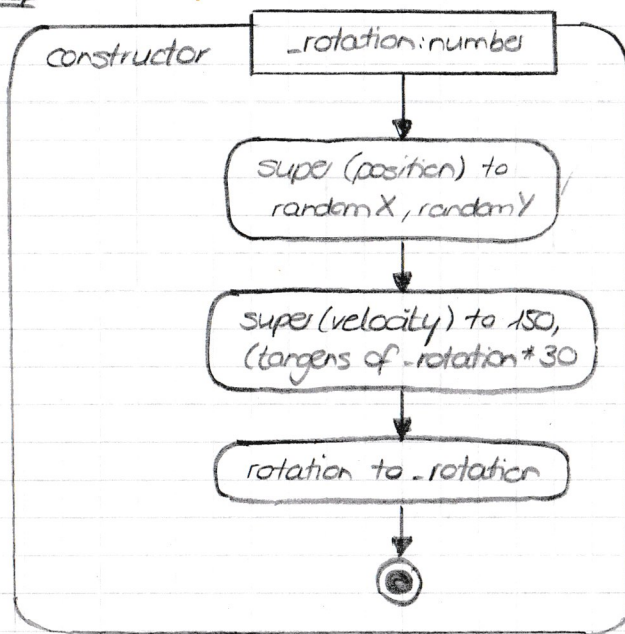 constructor
_rotation:number
super (position) to
randomX, randomY
super(velocity) to 150,
(tangens of _rotation*30
rotation to _rotation